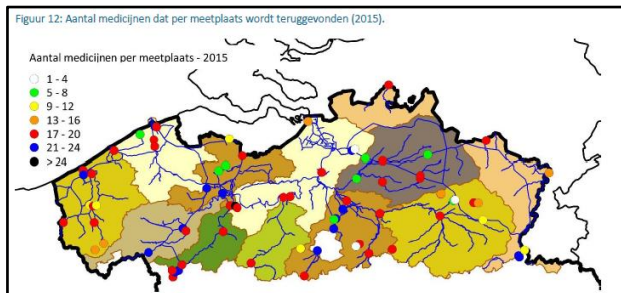 Figuur 12: Aantal medicijnen dat per meetplaats wordt teruggevonden (2015).
Aantal medicijnen per meetplaats - 2015
1 - 4
5 - 8
9 - 12
13 - 16
17 - 20
21 - 24
> 24